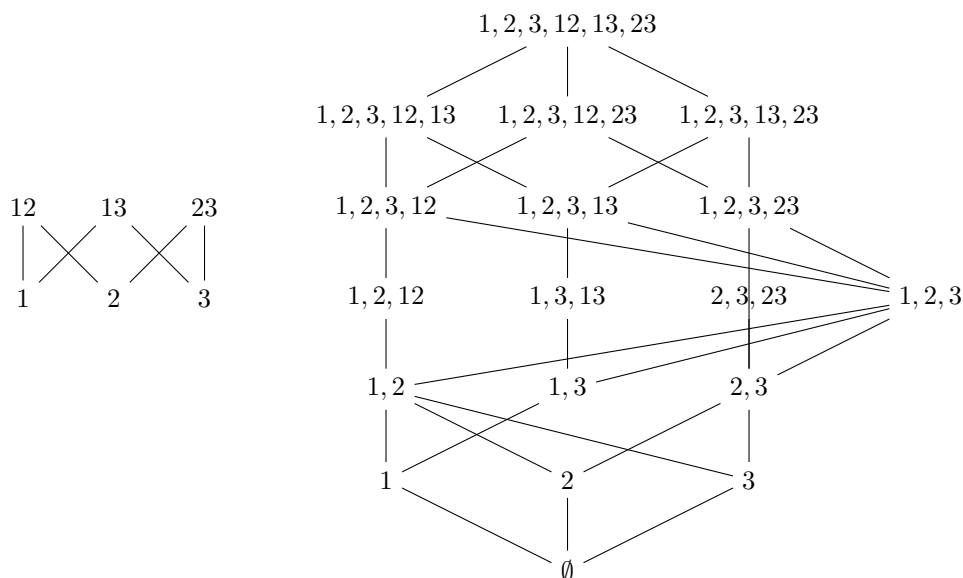 1, 2, 3, 12, 13, 23
1, 2, 3, 12, 13 1, 2, 3, 12, 23 1, 2, 3, 13, 23
12 13 23 1, 2, 3, 12 1, 2, 3, 13 1, 2, 3, 23
1 2 3 1, 2, 12 1, 3, 13 2, 3, 23 1, 2, 3
1, 2 1, 3 2, 3
1 2 3
∅